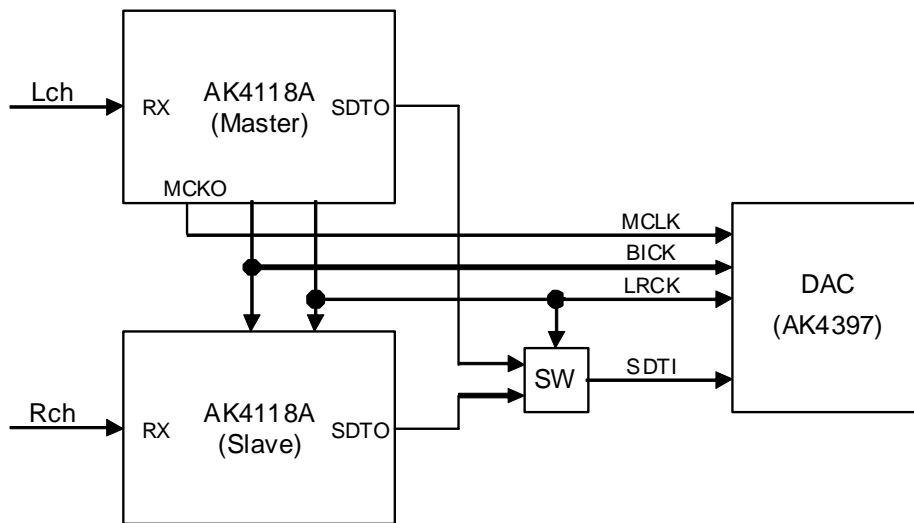 Lch
RX
AK4118A
(Master)
SDTO
MCKO
MCLK
BICK
LRCK
DAC
(AK4397)
SW
SDTI
Rch
RX
AK4118A
(Slave)
SDTO